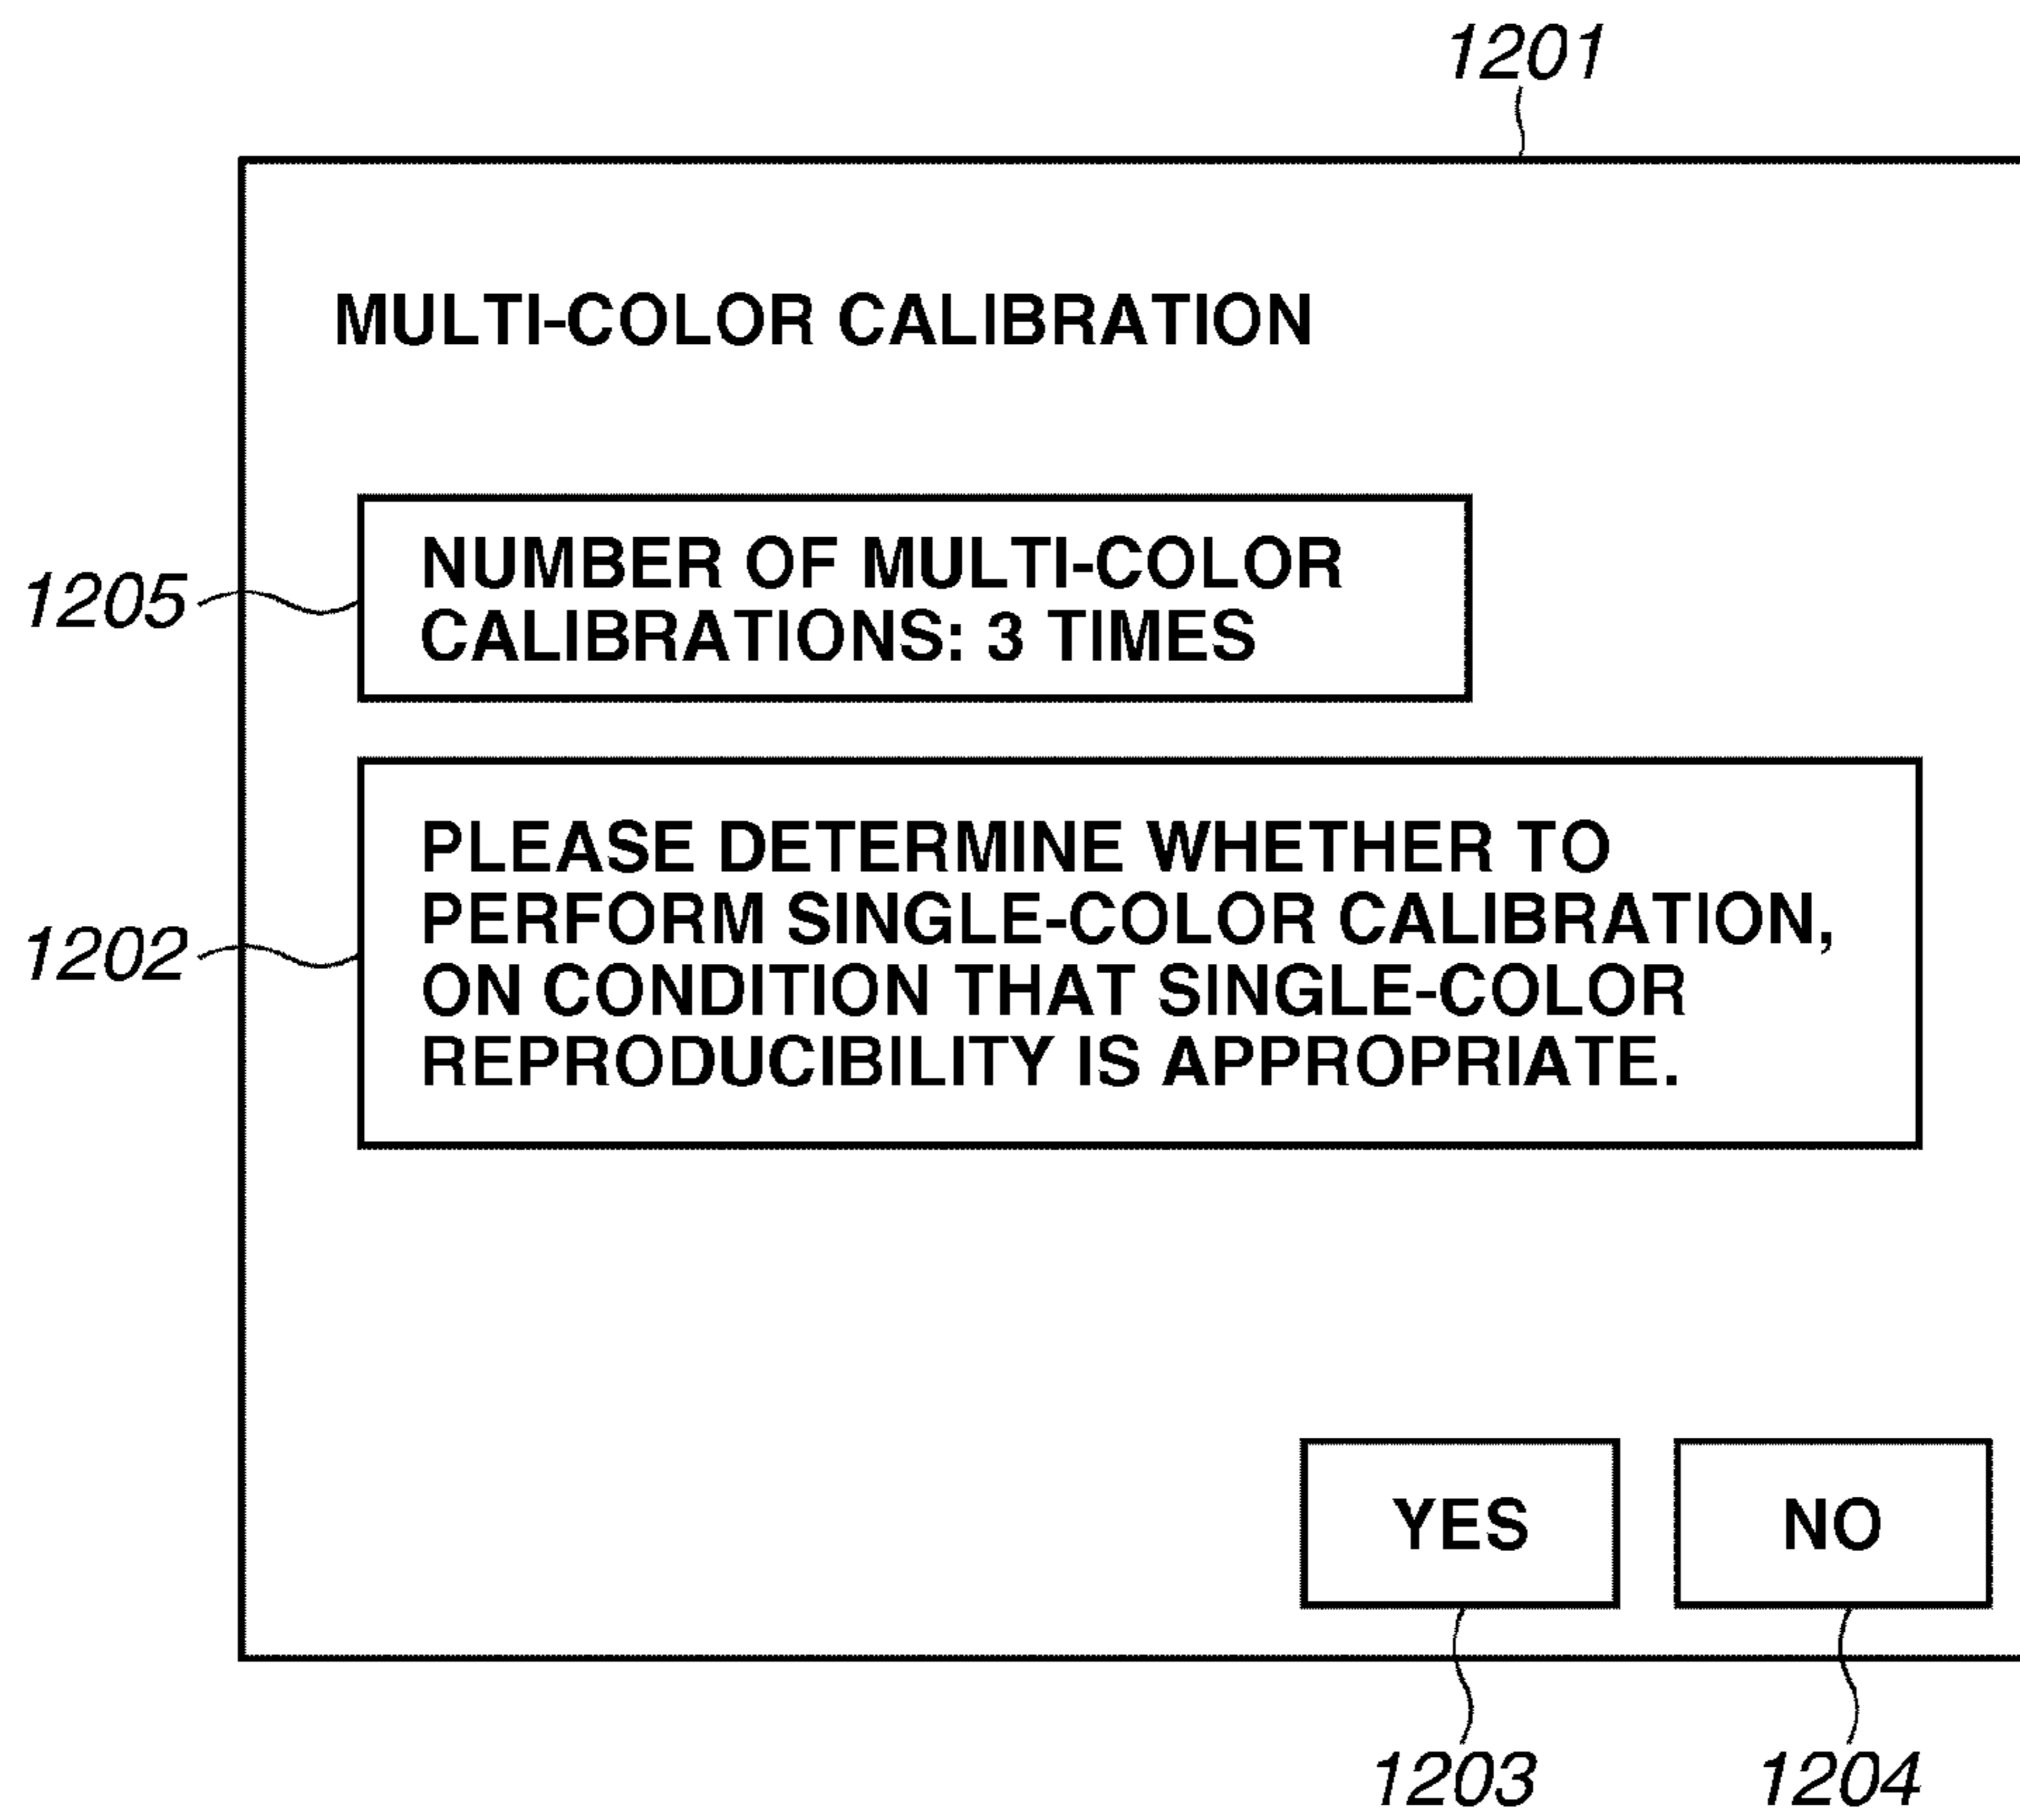 1201
MULTI-COLOR CALIBRATION
1205
NUMBER OF MULTI-COLOR
CALIBRATIONS: 3 TIMES
1202
PLEASE DETERMINE WHETHER TO
PERFORM SINGLE-COLOR CALIBRATION,
ON CONDITION THAT SINGLE-COLOR
REPRODUCIBILITY IS APPROPRIATE.
YES NO
1203 1204